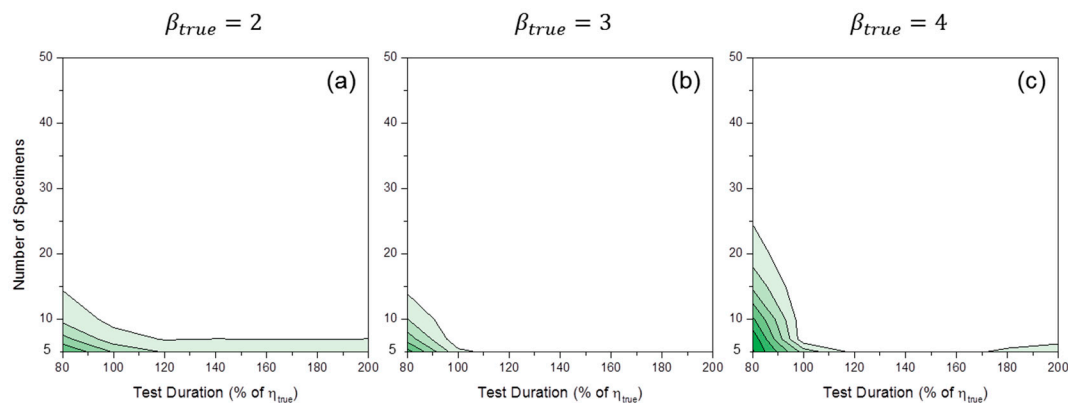 β_true = 2
β_true = 3
β_true = 4
(a)
(b)
(c)
Number of Specimens
50
40
30
20
10
5
80 100 120 140 160 180 200
Test Duration (% of η_true)
50
40
30
20
10
5
80 100 120 140 160 180 200
Test Duration (% of η_true)
50
40
30
20
10
5
80 100 120 140 160 180 200
Test Duration (% of η_true)